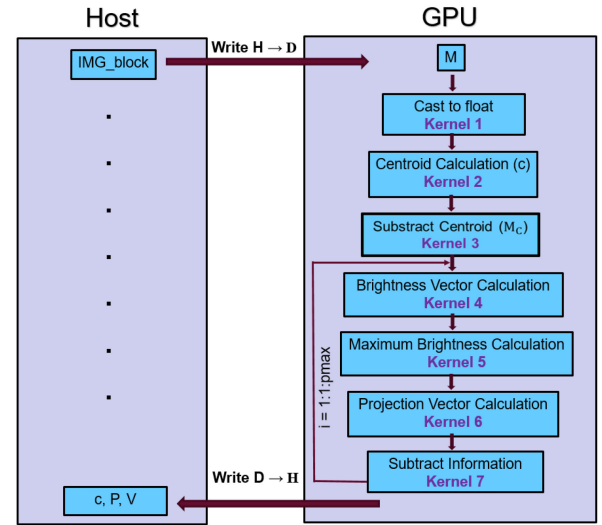 Host
GPU
IMG_block
Write H → D
M
Cast to float
Kernel 1
Centroid Calculation (c)
Kernel 2
Substract Centroid (M_C)
Kernel 3
Brightness Vector Calculation
Kernel 4
Maximum Brightness Calculation
Kernel 5
i = 1:1:pmax
Projection Vector Calculation
Kernel 6
Subtract Information
Kernel 7
Write D → H
c, P, V